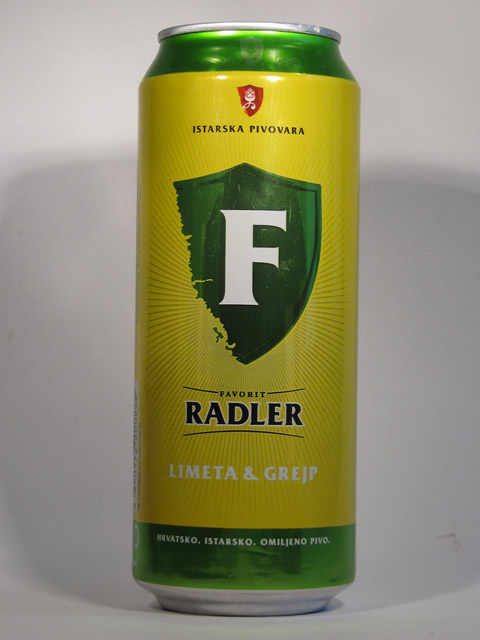 ISTARSKA PIVOVARA
F
FAVORIT
RADLER
LIMETA & GREJP
HRVATSKO. ISTARSKO. OMILJENO PIVO.